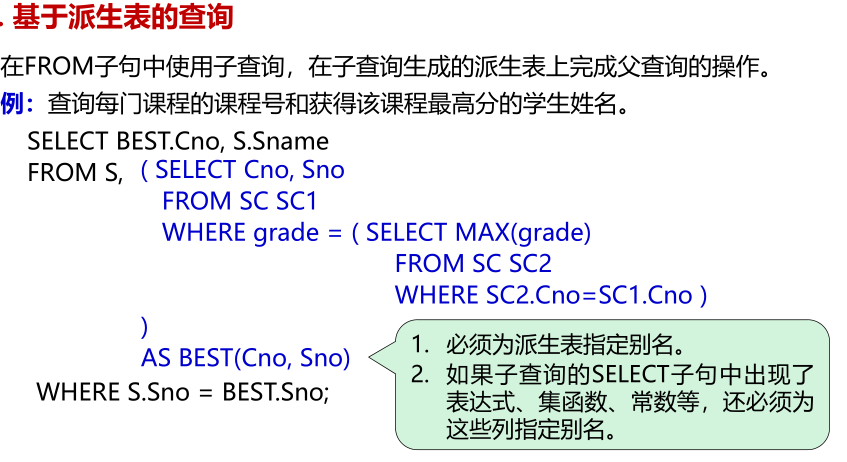 . 基于派生表的查询
在FROM子句中使用子查询，在子查询生成的派生表上完成父查询的操作。
例：查询每门课程的课程号和获得该课程最高分的学生姓名。
SELECT BEST.Cno, S.Sname
FROM S, ( SELECT Cno, Sno
FROM SC SC1
WHERE grade = ( SELECT MAX(grade)
FROM SC SC2
WHERE SC2.Cno=SC1.Cno )
)
AS BEST(Cno, Sno)
WHERE S.Sno = BEST.Sno;
1. 必须为派生表指定别名。
2. 如果子查询的SELECT子句中出现了
表达式、集函数、常数等，还必须为
这些列指定别名。